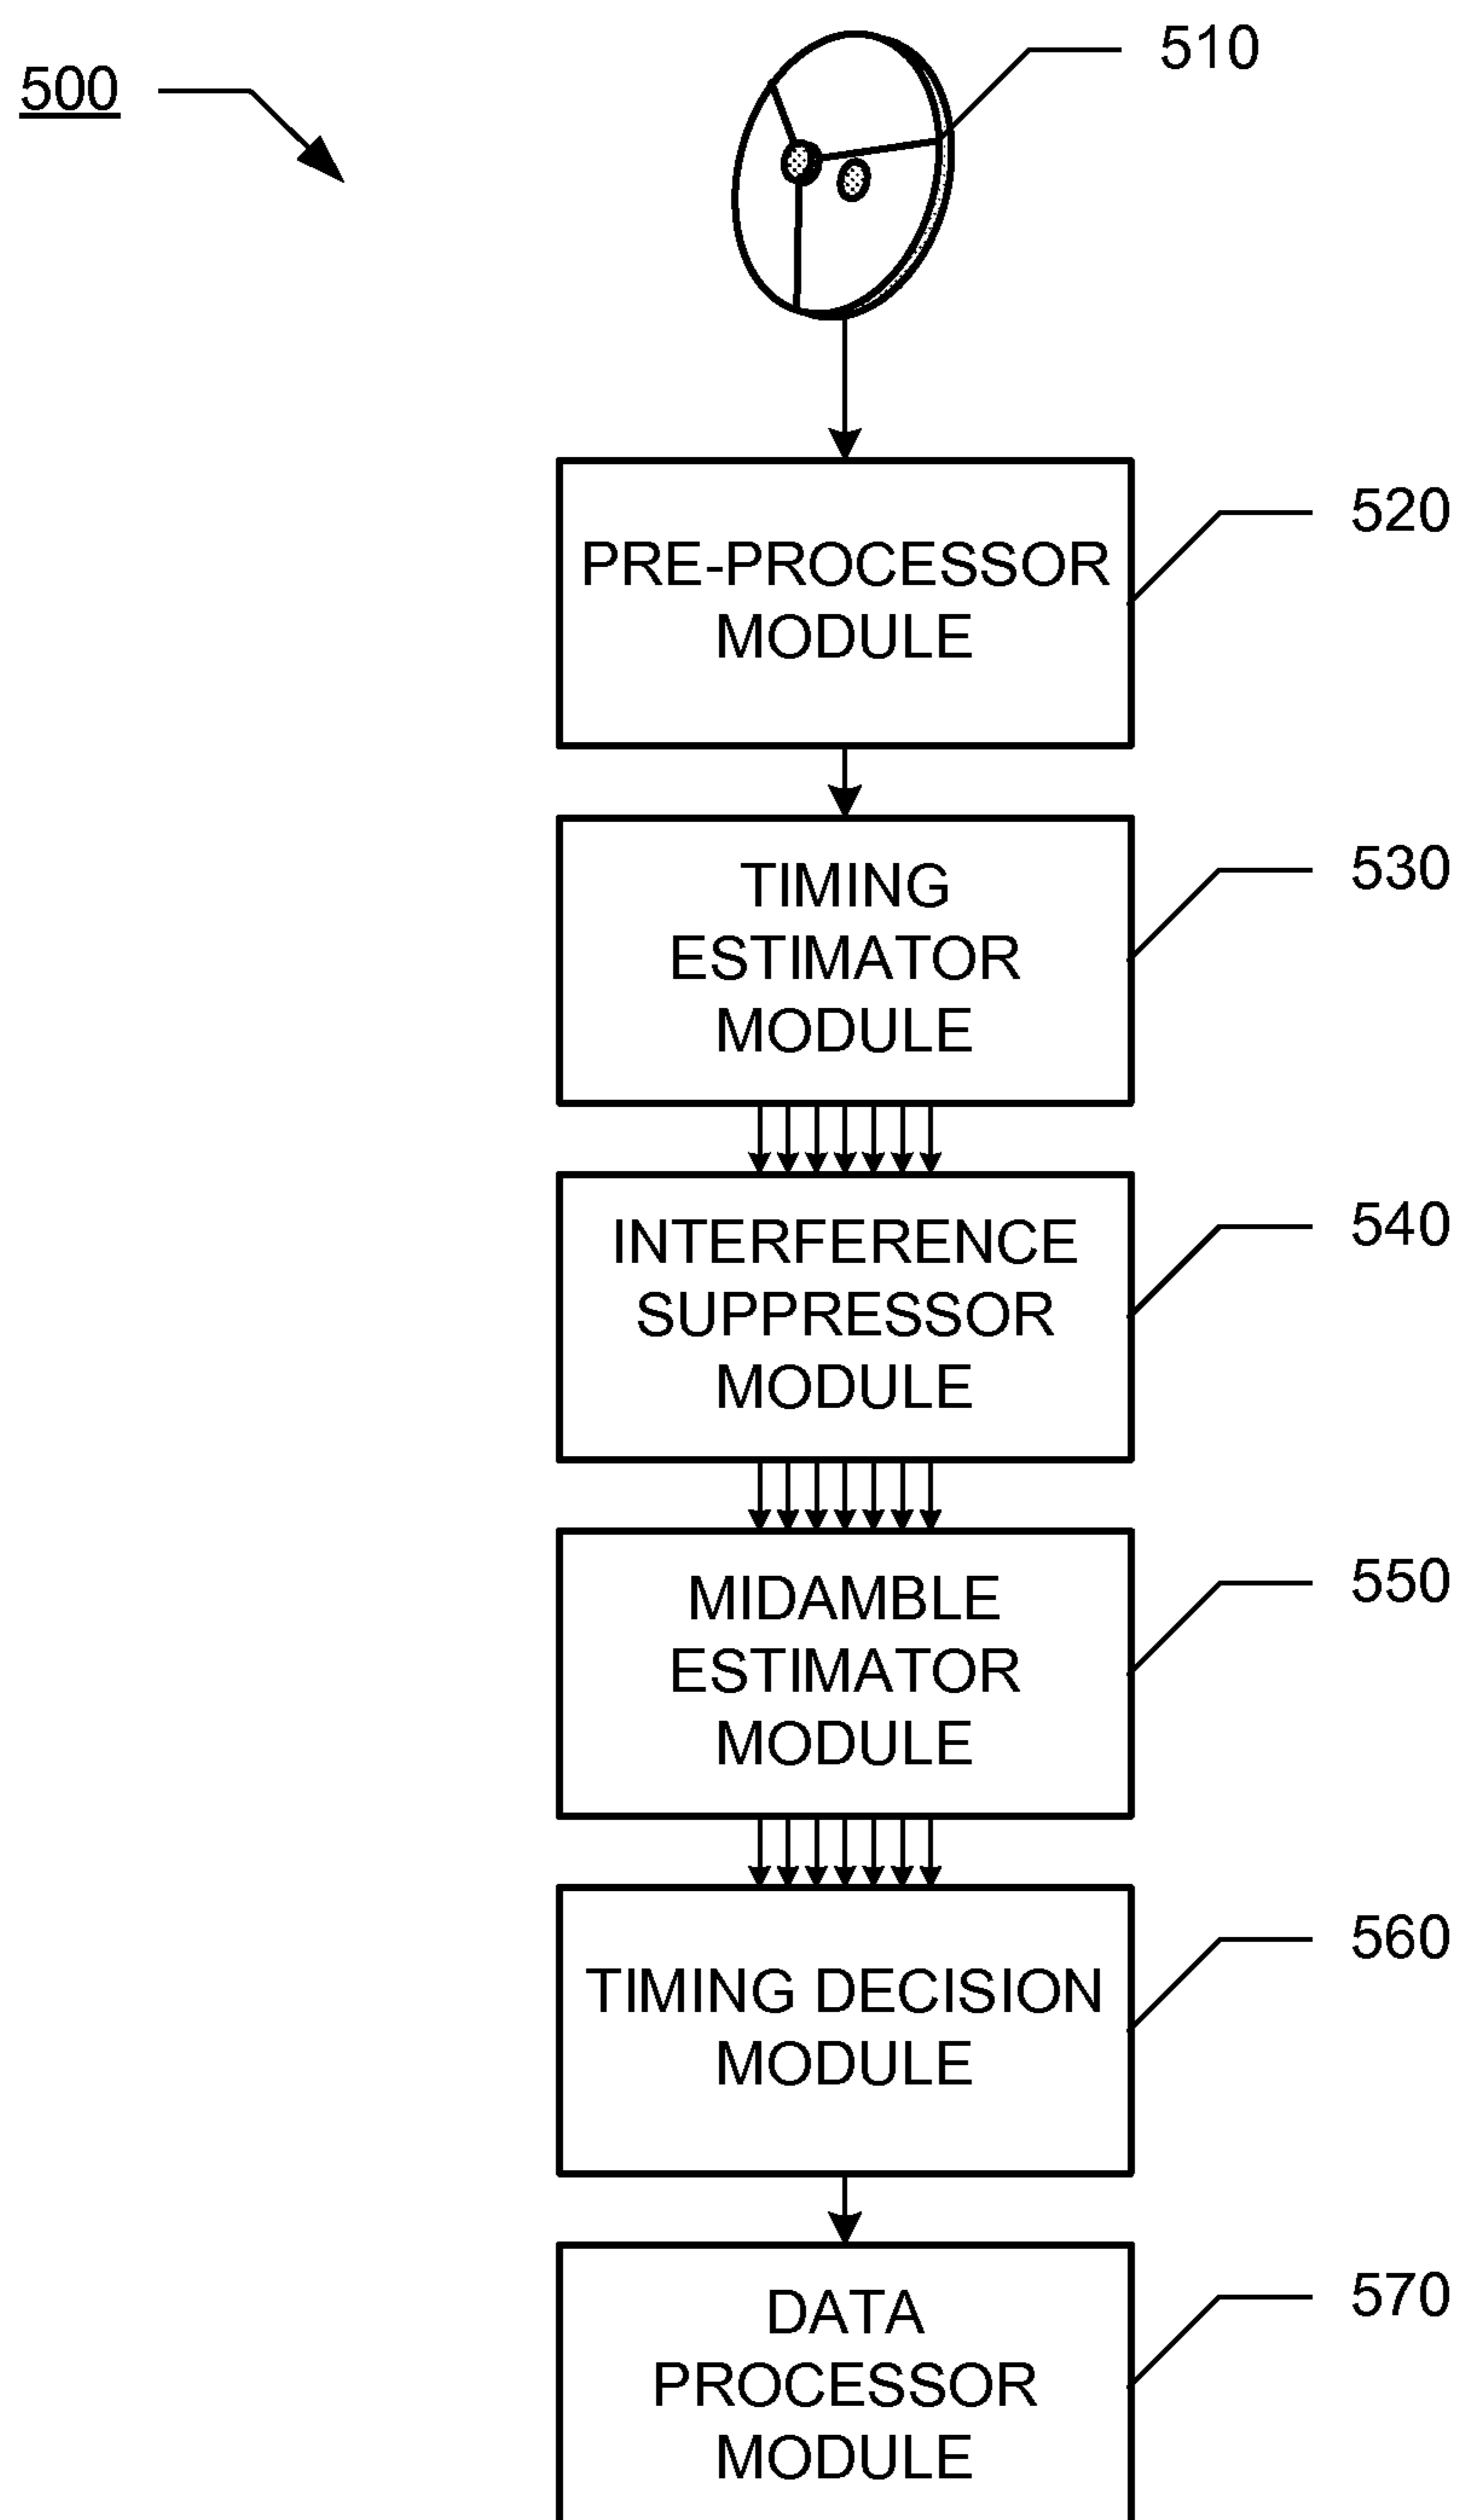 500
510
520
PRE-PROCESSOR
MODULE
530
TIMING
ESTIMATOR
MODULE
540
INTERFERENCE
SUPPRESSOR
MODULE
550
MIDAMBLE
ESTIMATOR
MODULE
560
TIMING DECISION
MODULE
570
DATA
PROCESSOR
MODULE